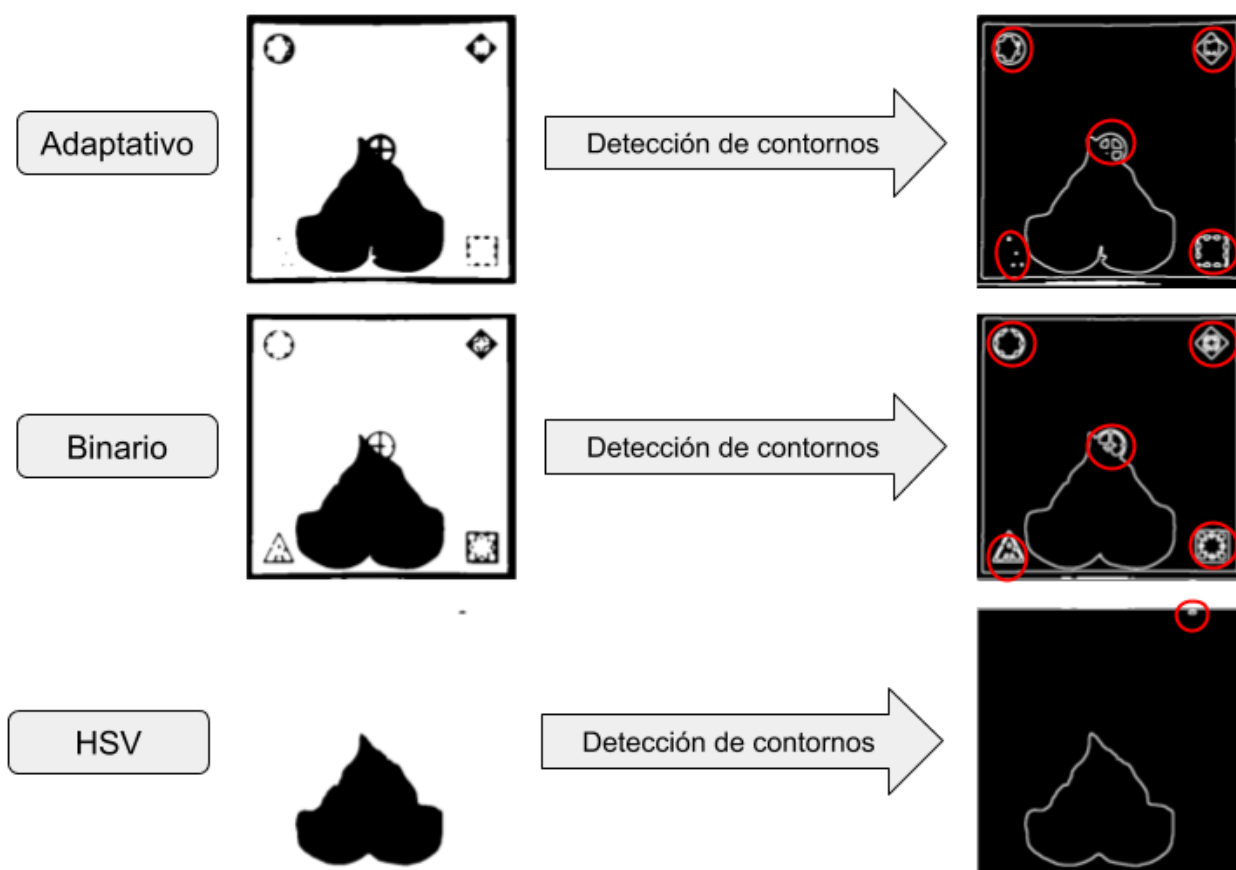 Adaptativo
Detección de contornos
Binario
Detección de contornos
HSV
Detección de contornos